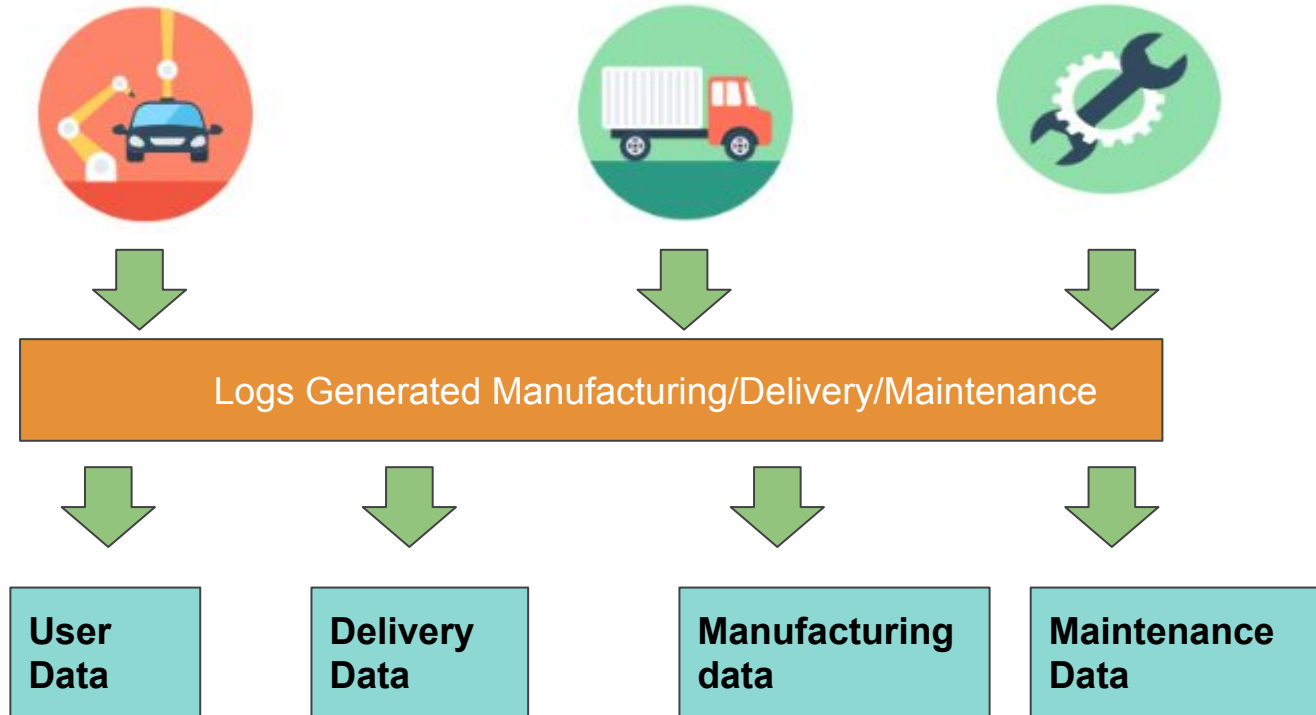 Logs Generated Manufacturing/Delivery/Maintenance
User
Data
Delivery
Data
Manufacturing
data
Maintenance
Data